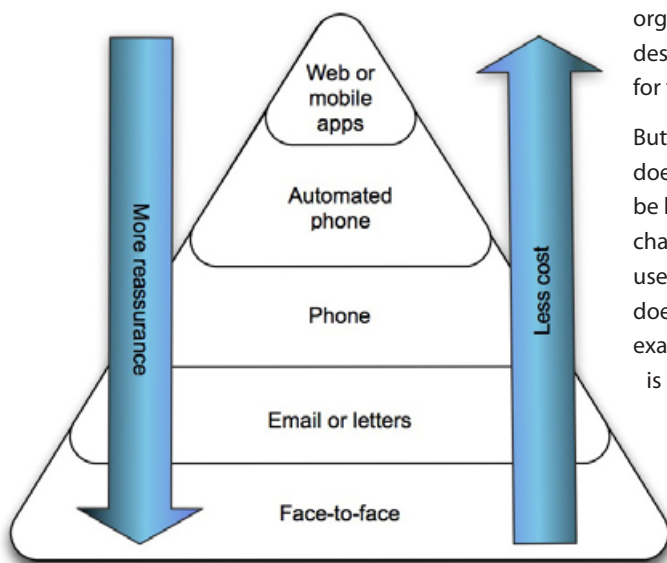 Web or
mobile
apps
Automated
phone
Phone
Email or letters
Face-to-face
More reassurance
Less cost
org
des
for
But
doe
be
cha
use
doe
exa
is